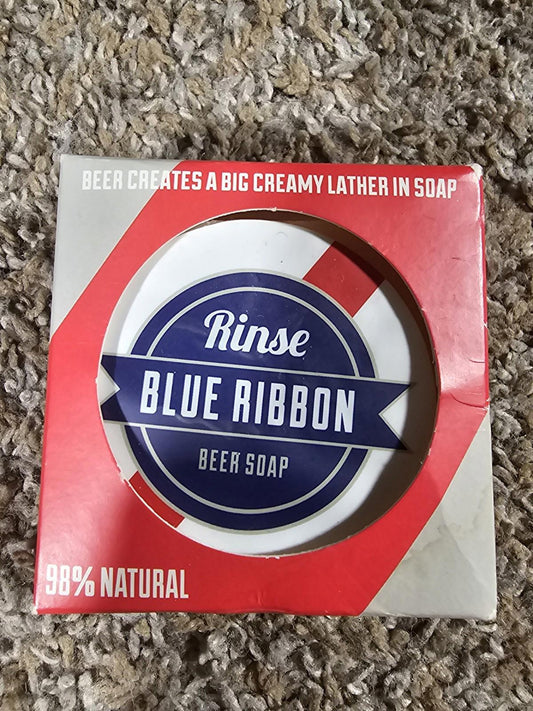 BEER CREATES A BIG CREAMY LATHER IN SOAP
Rinse
BLUE RIBBON
BEER SOAP
98% NATURAL